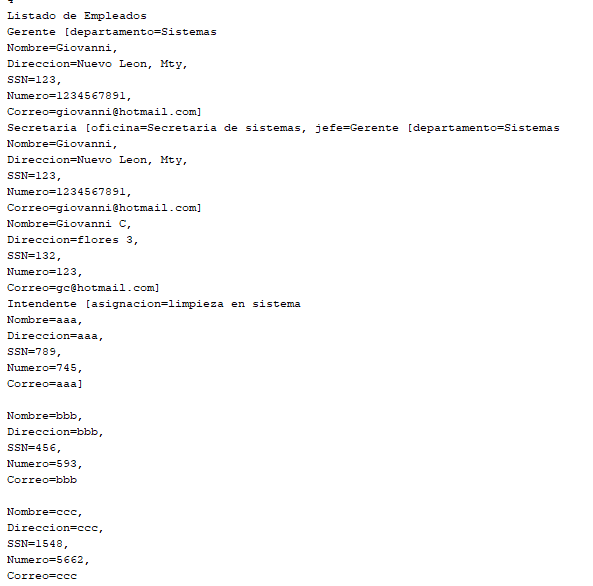 Listado de Empleados
Gerente [departamento=Sistemas
Nombre=Giovanni,
Direccion=Nuevo Leon, Mty,
SSN=123,
Numero=1234567891,
Correo=giovanni@hotmail.com]
Secretaria [oficina=Secretaria de sistemas, jefe=Gerente [departamento=Sistemas
Nombre=Giovanni,
Direccion=Nuevo Leon, Mty,
SSN=123,
Numero=1234567891,
Correo=giovanni@hotmail.com]
Nombre=Giovanni C,
Direccion=flores 3,
SSN=132,
Numero=123,
Correo=gc@hotmail.com]
Intendente [asignacion=limpieza en sistema
Nombre=aaa,
Direccion=aaa,
SSN=789,
Numero=745,
Correo=aaa]
Nombre=bbb,
Direccion=bbb,
SSN=456,
Numero=593,
Correo=bbb
Nombre=ccc,
Direccion=ccc,
SSN=1548,
Numero=5662,
Correo=ccc